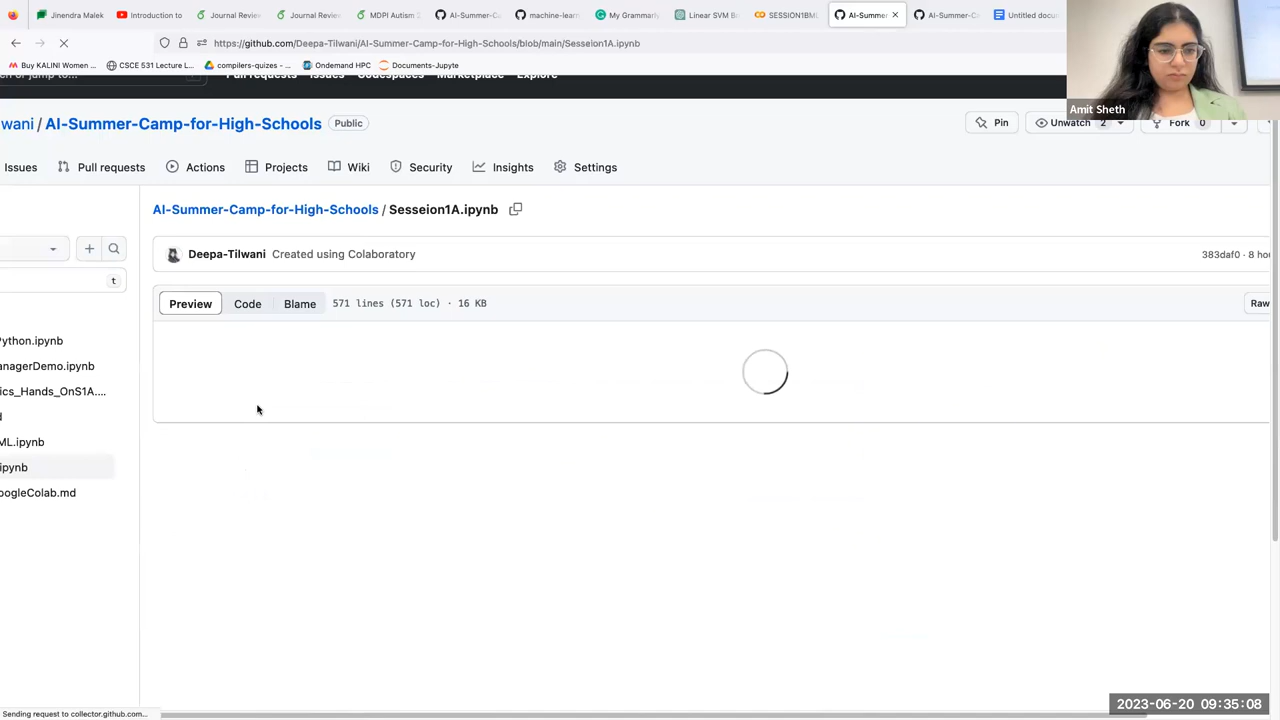 Jinendra Malek
Introduction to
Journal Review
Journal Review
MDPI Autism
AI-Summer-Ca
machine-learn
My Grammarly
Linear SVM B
SESSION1BML
AI-Summer
AI-Summer-C
Untitled docu
https://github.com/Deepa-Tilwani/AI-Summer-Camp-for-High-Schools/blob/main/Sesseion1A.ipynb
Buy KALINI Women ...
CSCE 531 Lecture L...
compilers-quizes - ...
Ondemand HPC
Documents-Jupyte
or jump to...
Pull requests
Issues
Codespaces
Marketplace
Explore
Amit Sheth
wani / AI-Summer-Camp-for-High-Schools
Public
Pin
Unwatch 2
Fork 0
Issues
Pull requests
Actions
Projects
Wiki
Security
Insights
Settings
AI-Summer-Camp-for-High-Schools / Sesseion1A.ipynb
Deepa-Tilwani Created using Colaboratory
383daf0 · 8 ho
t
Preview
Code
Blame
571 lines (571 loc) · 16 KB
Raw
Python.ipynb
anagerDemo.ipynb
ics_Hands_OnS1A....
d
ML.ipynb
ipynb
oogleColab.md
2023-06-20 09:35:08
Sending request to collector.github.com...